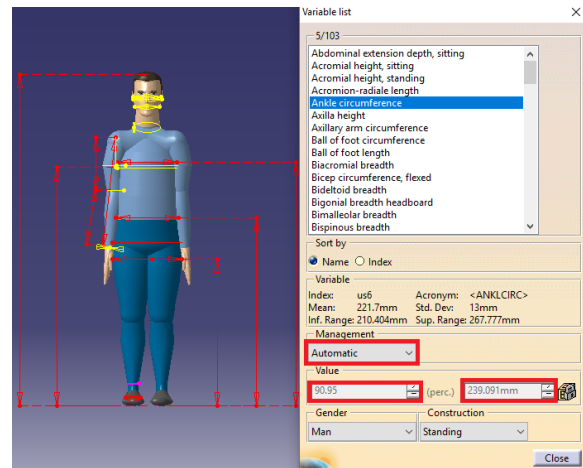 Variable list
5/103
Abdominal extension depth, sitting
Acromial height, sitting
Acromial height, standing
Acromion-radiale length
Ankle circumference
Axilla height
Axillary arm circumference
Ball of foot circumference
Ball of foot length
Biacromial breadth
Bicep circumference, flexed
Bideltoid breadth
Bigonial breadth headboard
Bimalleolar breadth
Bispinous breadth
Sort by
Name Index
Variable
Index: us6 Acronym: <ANKLCIRC>
Mean: 221.7mm Std. Dev: 13mm
Inf. Range: 210.404mm Sup. Range: 267.777mm
Management
Automatic
Value
90.95 (perc.) 239.091mm
Gender Construction
Man Standing
Close